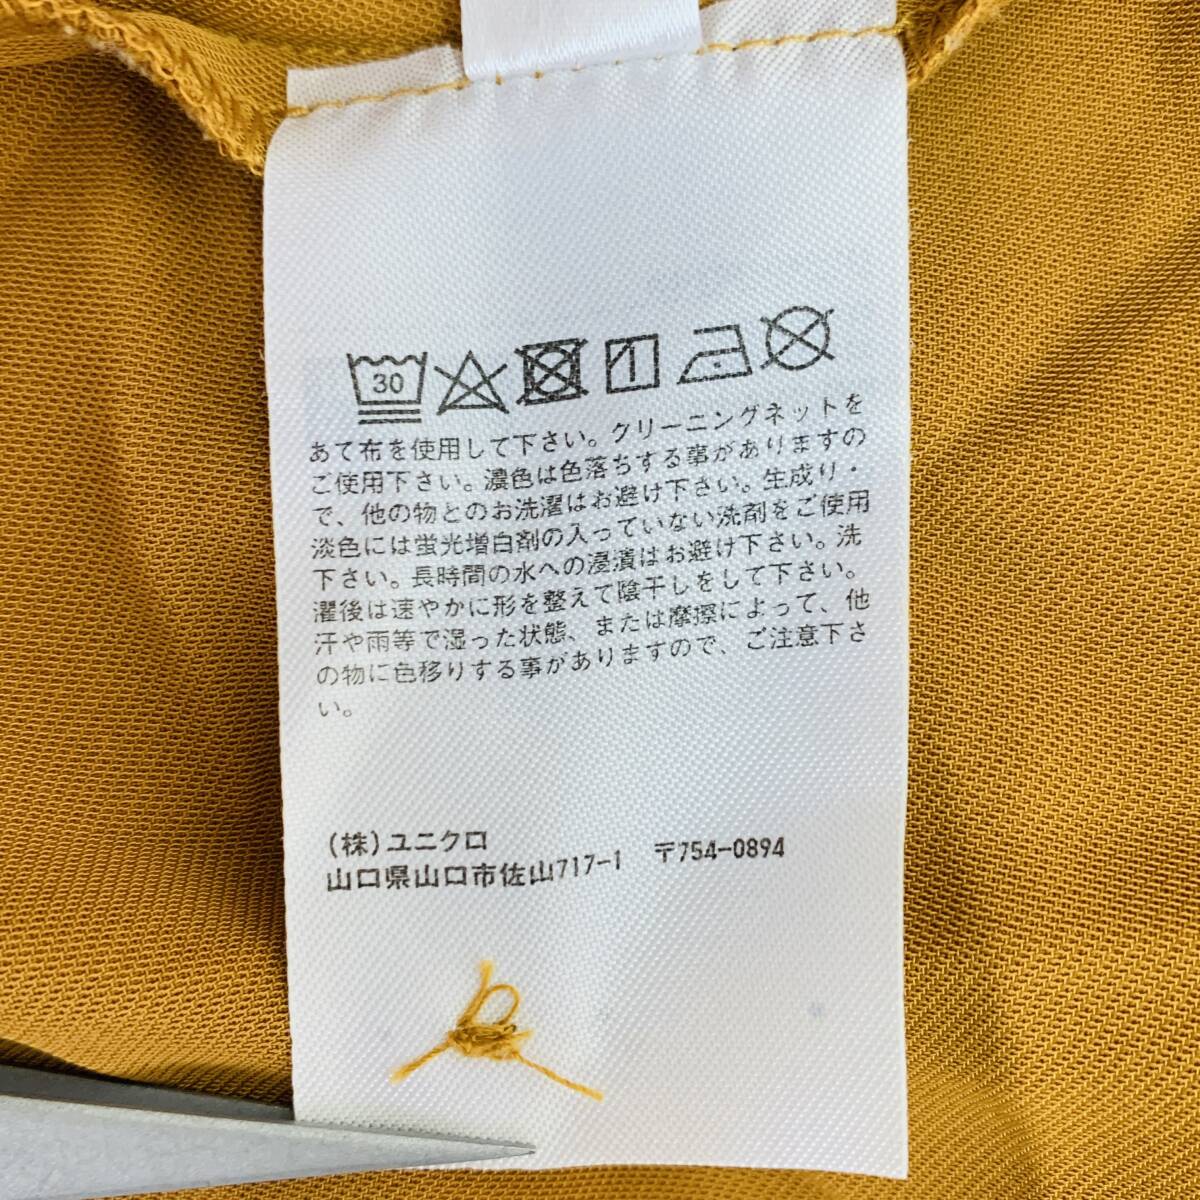 30
あて布を使用して下さい。クリーニングネットを
ご使用下さい。濃色は色落ちする事がありますの
で、他の物とのお洗濯はお避け下さい。生成り・
淡色には蛍光増白剤の入っていない洗剤をご使用
下さい。長時間の水への浸漬はお避け下さい。洗
濯後は速やかに形を整えて陰干しをして下さい。
汗や雨等で湿った状態、または摩擦によって、他
の物に色移りする事がありますので、ご注意下さ
い。
(株)ユニクロ
山口県山口市佐山717-1 〒754-0894